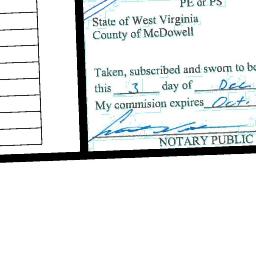 PE or PS
State of West Virginia
County of McDowell
Taken, subscribed and sworn to be
this 3 day of Dec
My commision expires Oct.
NOTARY PUBLIC